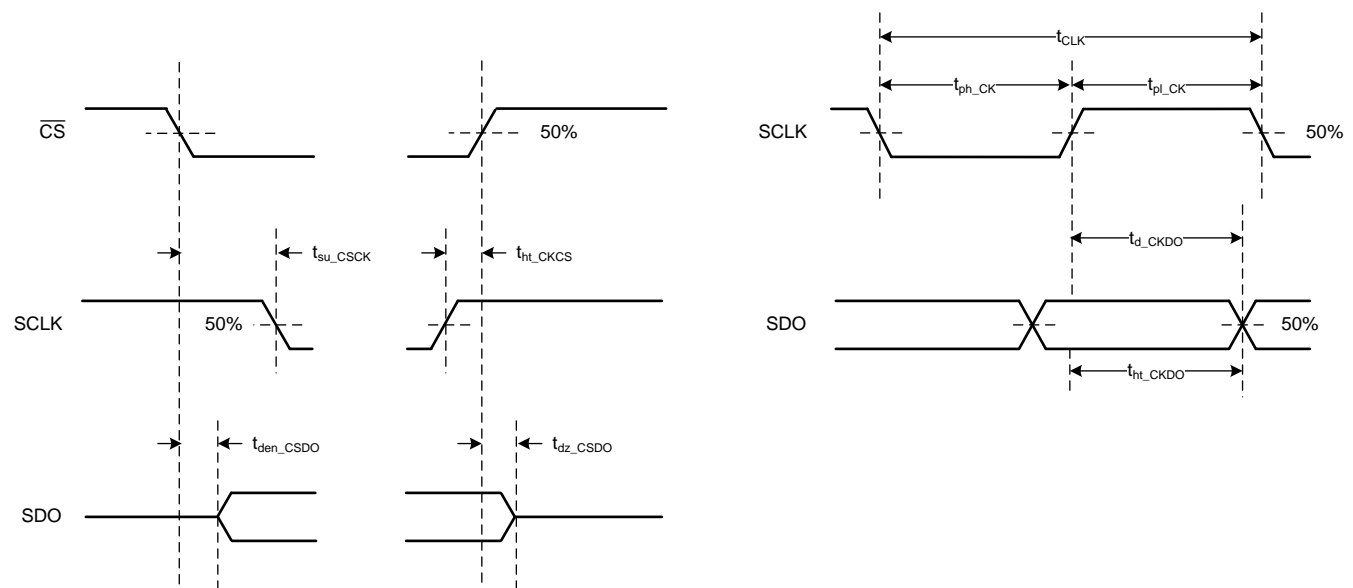 CS
50%
t_su_CSCK
t_ht_CKCS
SCLK
50%
t_den_CSDO
t_dz_CSDO
SDO
t_CLK
t_ph_CK
t_pl_CK
SCLK
50%
t_d_CKDO
SDO
50%
t_ht_CKDO